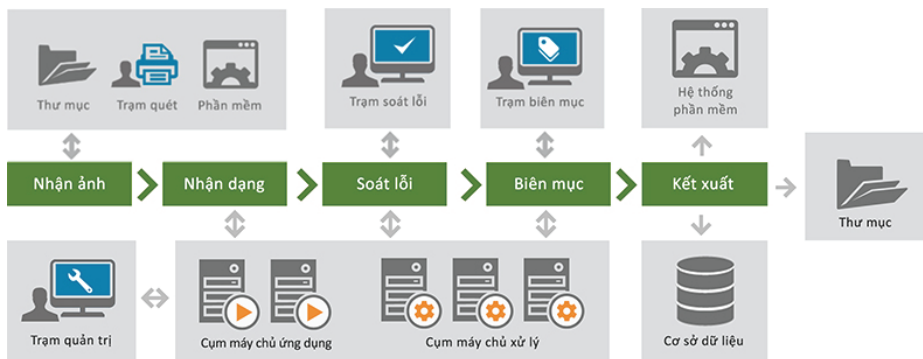 Thư mục
Trạm quét
Phần mềm
Trạm soát lỗi
Trạm biên mục
Hệ thống
phần mềm
Nhận ảnh
Nhận dạng
Soát lỗi
Biên mục
Kết xuất
Thư mục
Trạm quản trị
Cụm máy chủ ứng dụng
Cụm máy chủ xử lý
Cơ sở dữ liệu